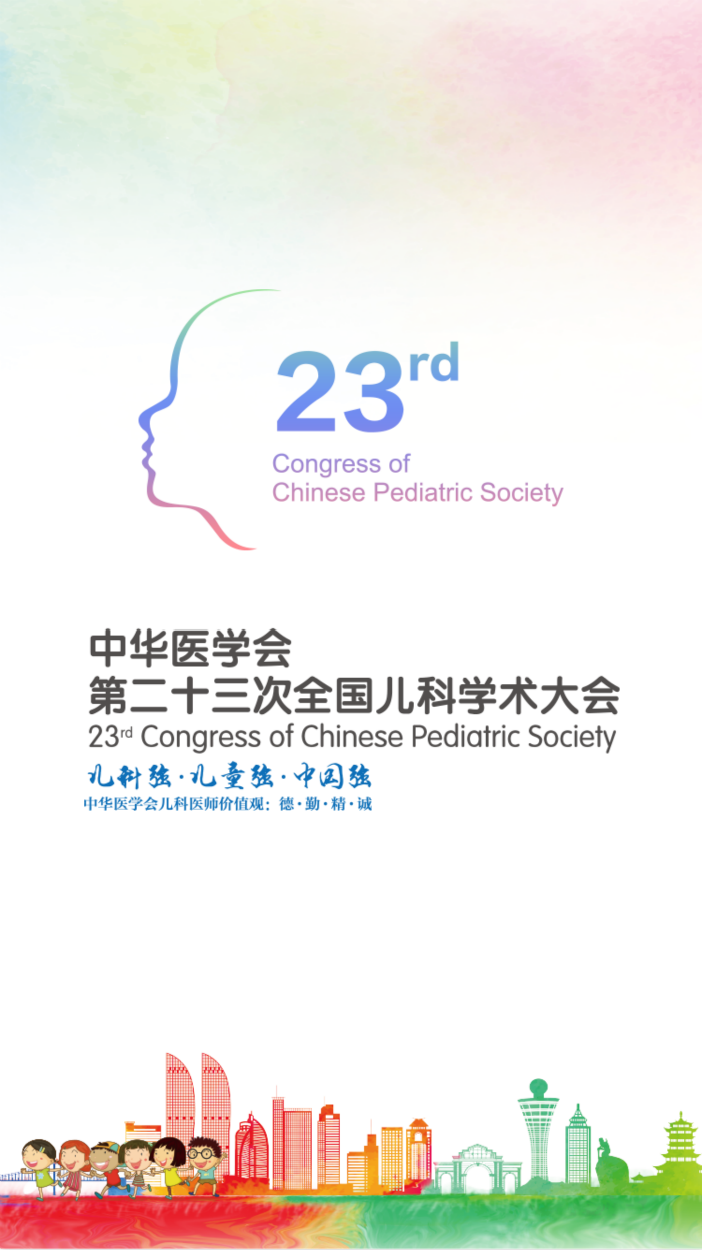 23rd
Congress of
Chinese Pediatric Society
中华医学会
第二十三次全国儿科学术大会
23rd Congress of Chinese Pediatric Society
儿科强·儿童强·中国强
中华医学会儿科医师价值观：德·勤·精·诚